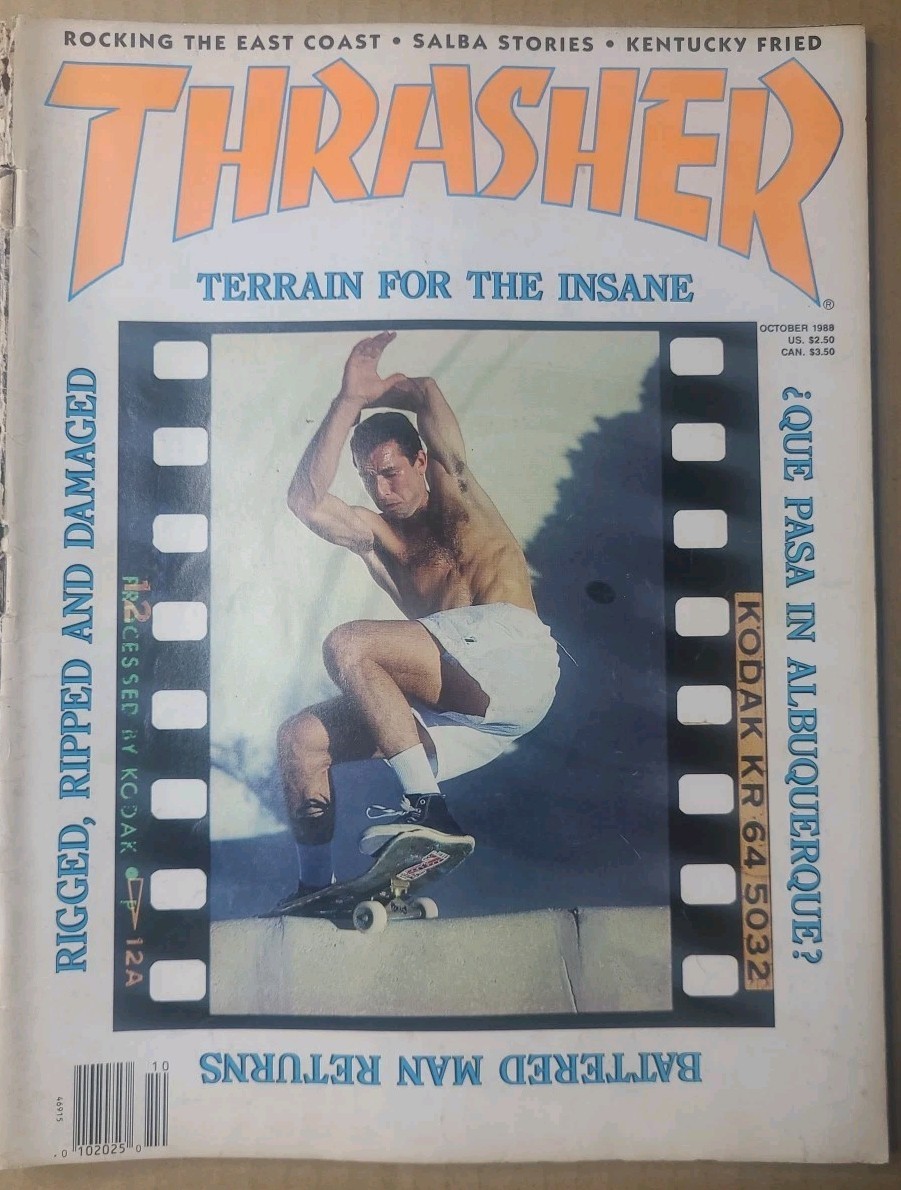 ROCKING THE EAST COAST • SALBA STORIES • KENTUCKY FRIED
THRASHER
®
TERRAIN FOR THE INSANE
OCTOBER 1988
US. $2.50
CAN. $3.50
RIGGED, RIPPED AND DAMAGED
¿QUE PASA IN ALBUQUERQUE?
12
PROCESSED BY KODAK
12A
KODAK KR 64 5032
BATTERED MAN RETURNS
10
46915
0 102025 0